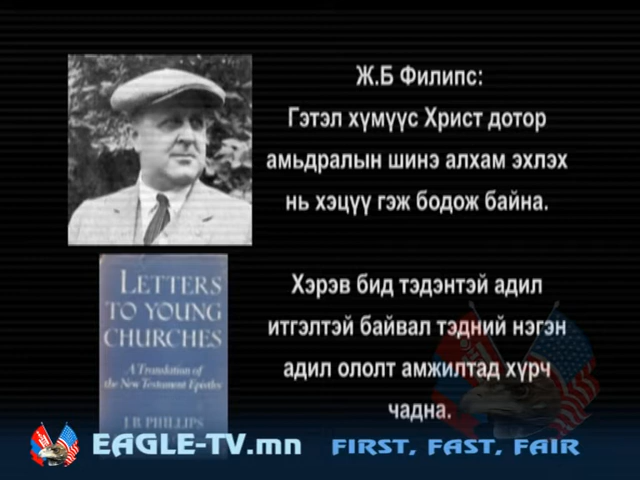 Ж.Б Филипс:
Гэтэл хүмүүс Христ дотор
амьдралын шинэ алхам эхлэх
нь хэцүү гэж бодож байна.
Хэрэв бид тэдэнтэй адил
итгэлтэй байвал тэдний нэгэн
адил ололт амжилтад хүрч
чадна.
LETTERS
TO YOUNG
CHURCHES
A Translation of
the New Testament Epistles
J.B. PHILLIPS
EAGLE-TV.mn FIRST, FAST, FAIR